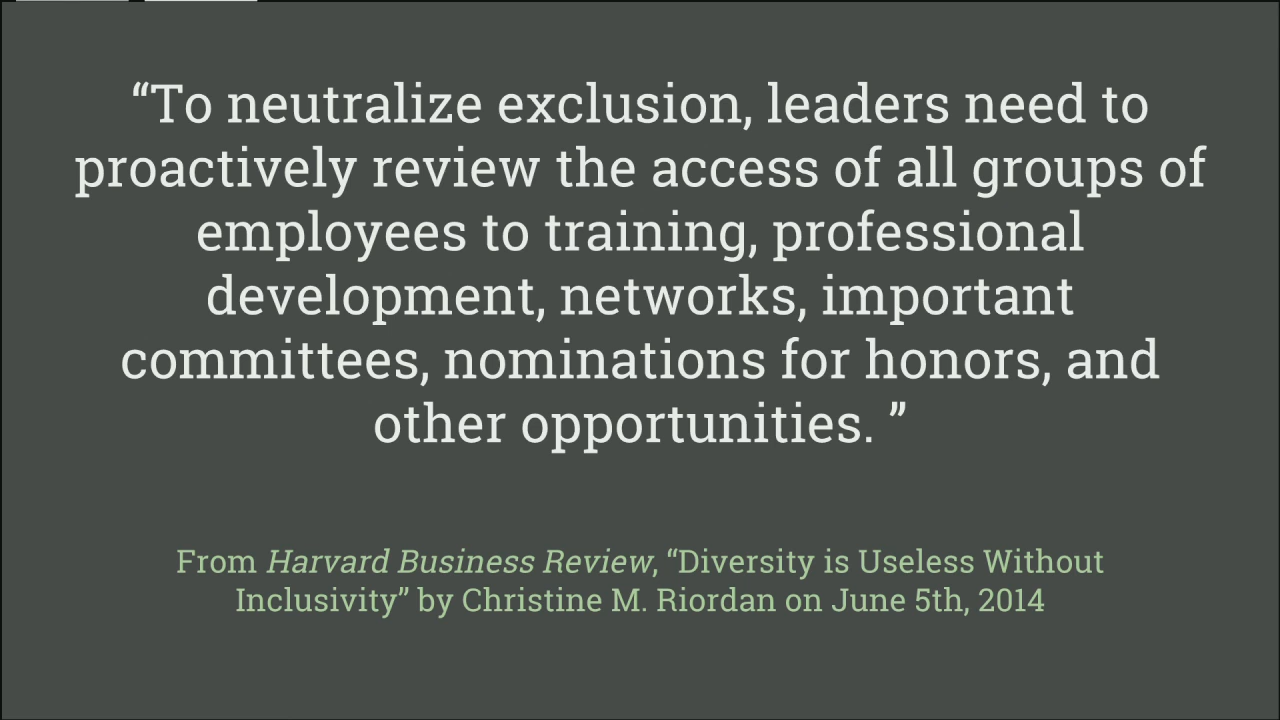 “To neutralize exclusion, leaders need to
proactively review the access of all groups of
employees to training, professional
development, networks, important
committees, nominations for honors, and
other opportunities. ”
From Harvard Business Review, “Diversity is Useless Without
Inclusivity” by Christine M. Riordan on June 5th, 2014